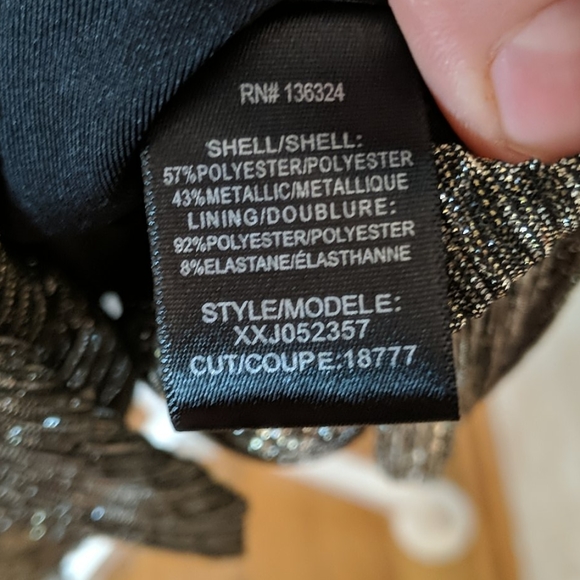 RN# 136324
SHELL/SHELL:
57%POLYESTER/POLYESTER
43%METALLIC/METALLIQUE
LINING/DOUBLURE:
92%POLYESTER/POLYESTER
8%ELASTANE/ÉLASTHANNE
STYLE/MODELE:
XXJ052357
CUT/COUPE:18777